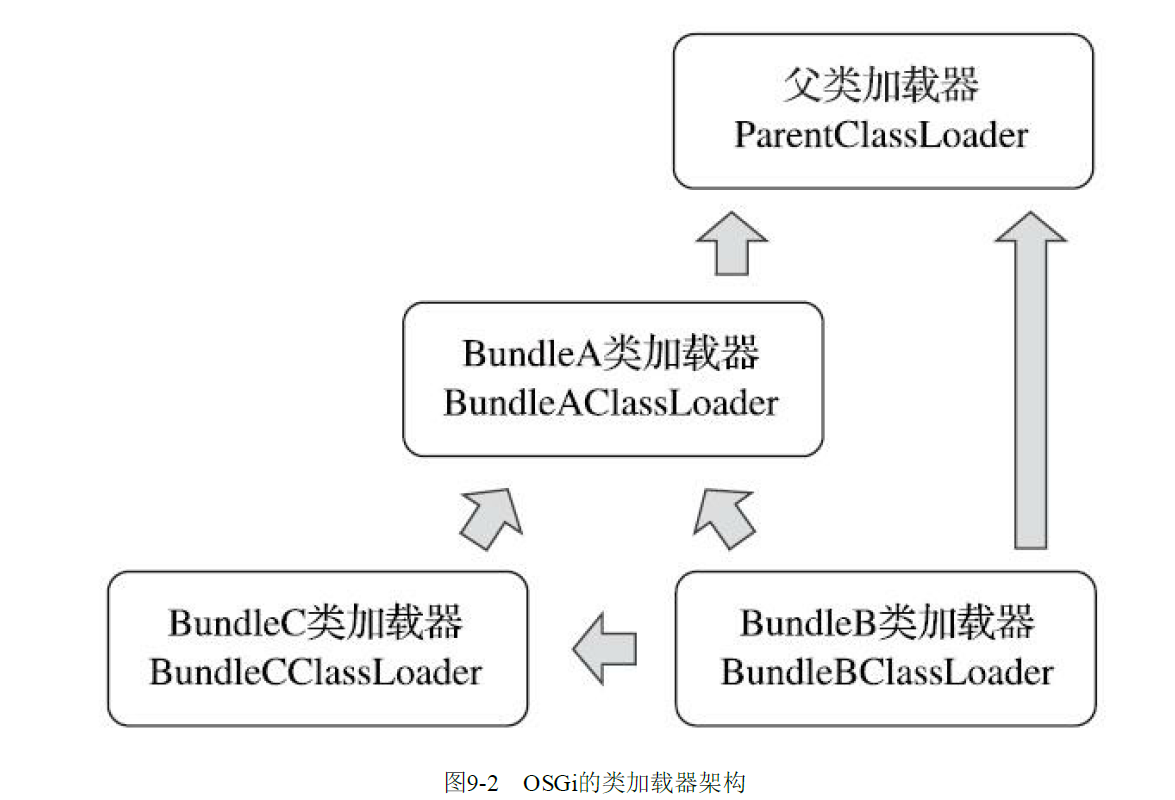 父类加载器
ParentClassLoader
BundleA类加载器
BundleAClassLoader
BundleC类加载器
BundleCClassLoader
BundleB类加载器
BundleBClassLoader
图9-2 OSGi的类加载器架构